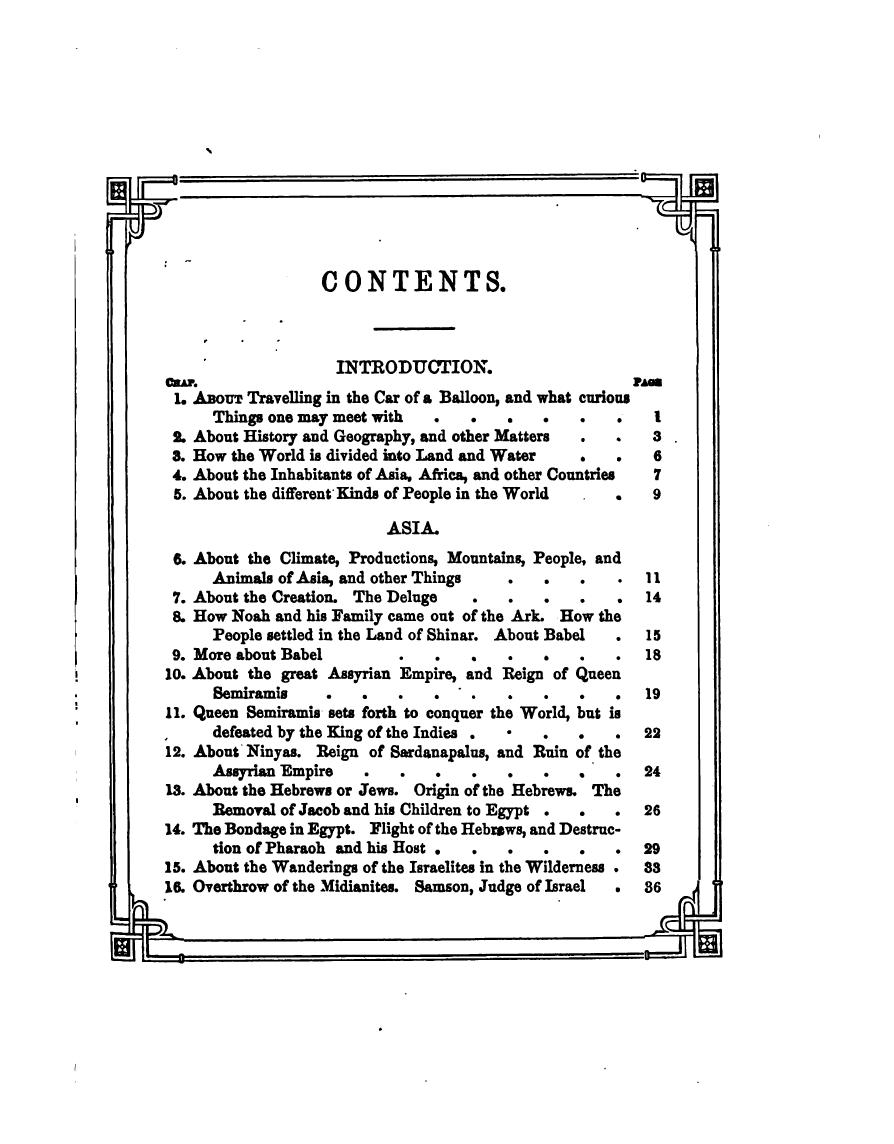 CONTENTS.
INTRODUCTION.
CHAP. PAGE
1. ABOUT Travelling in the Car of a Balloon, and what curious
Things one may meet with . . . . . . 1
2. About History and Geography, and other Matters . . 3
3. How the World is divided into Land and Water . . 6
4. About the Inhabitants of Asia, Africa, and other Countries 7
5. About the different Kinds of People in the World . 9
ASIA.
6. About the Climate, Productions, Mountains, People, and
Animals of Asia, and other Things . . . . 11
7. About the Creation. The Deluge . . . . . 14
8. How Noah and his Family came out of the Ark. How the
People settled in the Land of Shinar. About Babel . 15
9. More about Babel . . . . . . . 18
10. About the great Assyrian Empire, and Reign of Queen
Semiramis . . . . . . . . . 19
11. Queen Semiramis sets forth to conquer the World, but is
defeated by the King of the Indies . . . . . 22
12. About Ninyas. Reign of Sardanapalus, and Ruin of the
Assyrian Empire . . . . . . . . 24
13. About the Hebrews or Jews. Origin of the Hebrews. The
Removal of Jacob and his Children to Egypt . . . 26
14. The Bondage in Egypt. Flight of the Hebrews, and Destruc-
tion of Pharaoh and his Host . . . . . . 29
15. About the Wanderings of the Israelites in the Wilderness . 33
16. Overthrow of the Midianites. Samson, Judge of Israel . 36